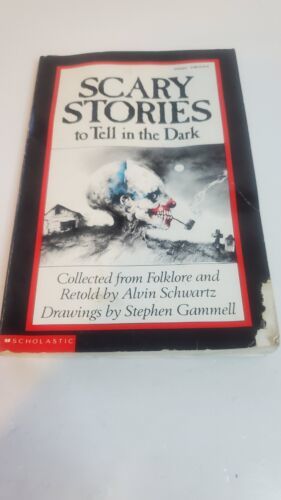 SCARY
STORIES
to Tell in the Dark
Collected from Folklore and
Retold by Alvin Schwartz
Drawings by Stephen Gammell
SCHOLASTIC